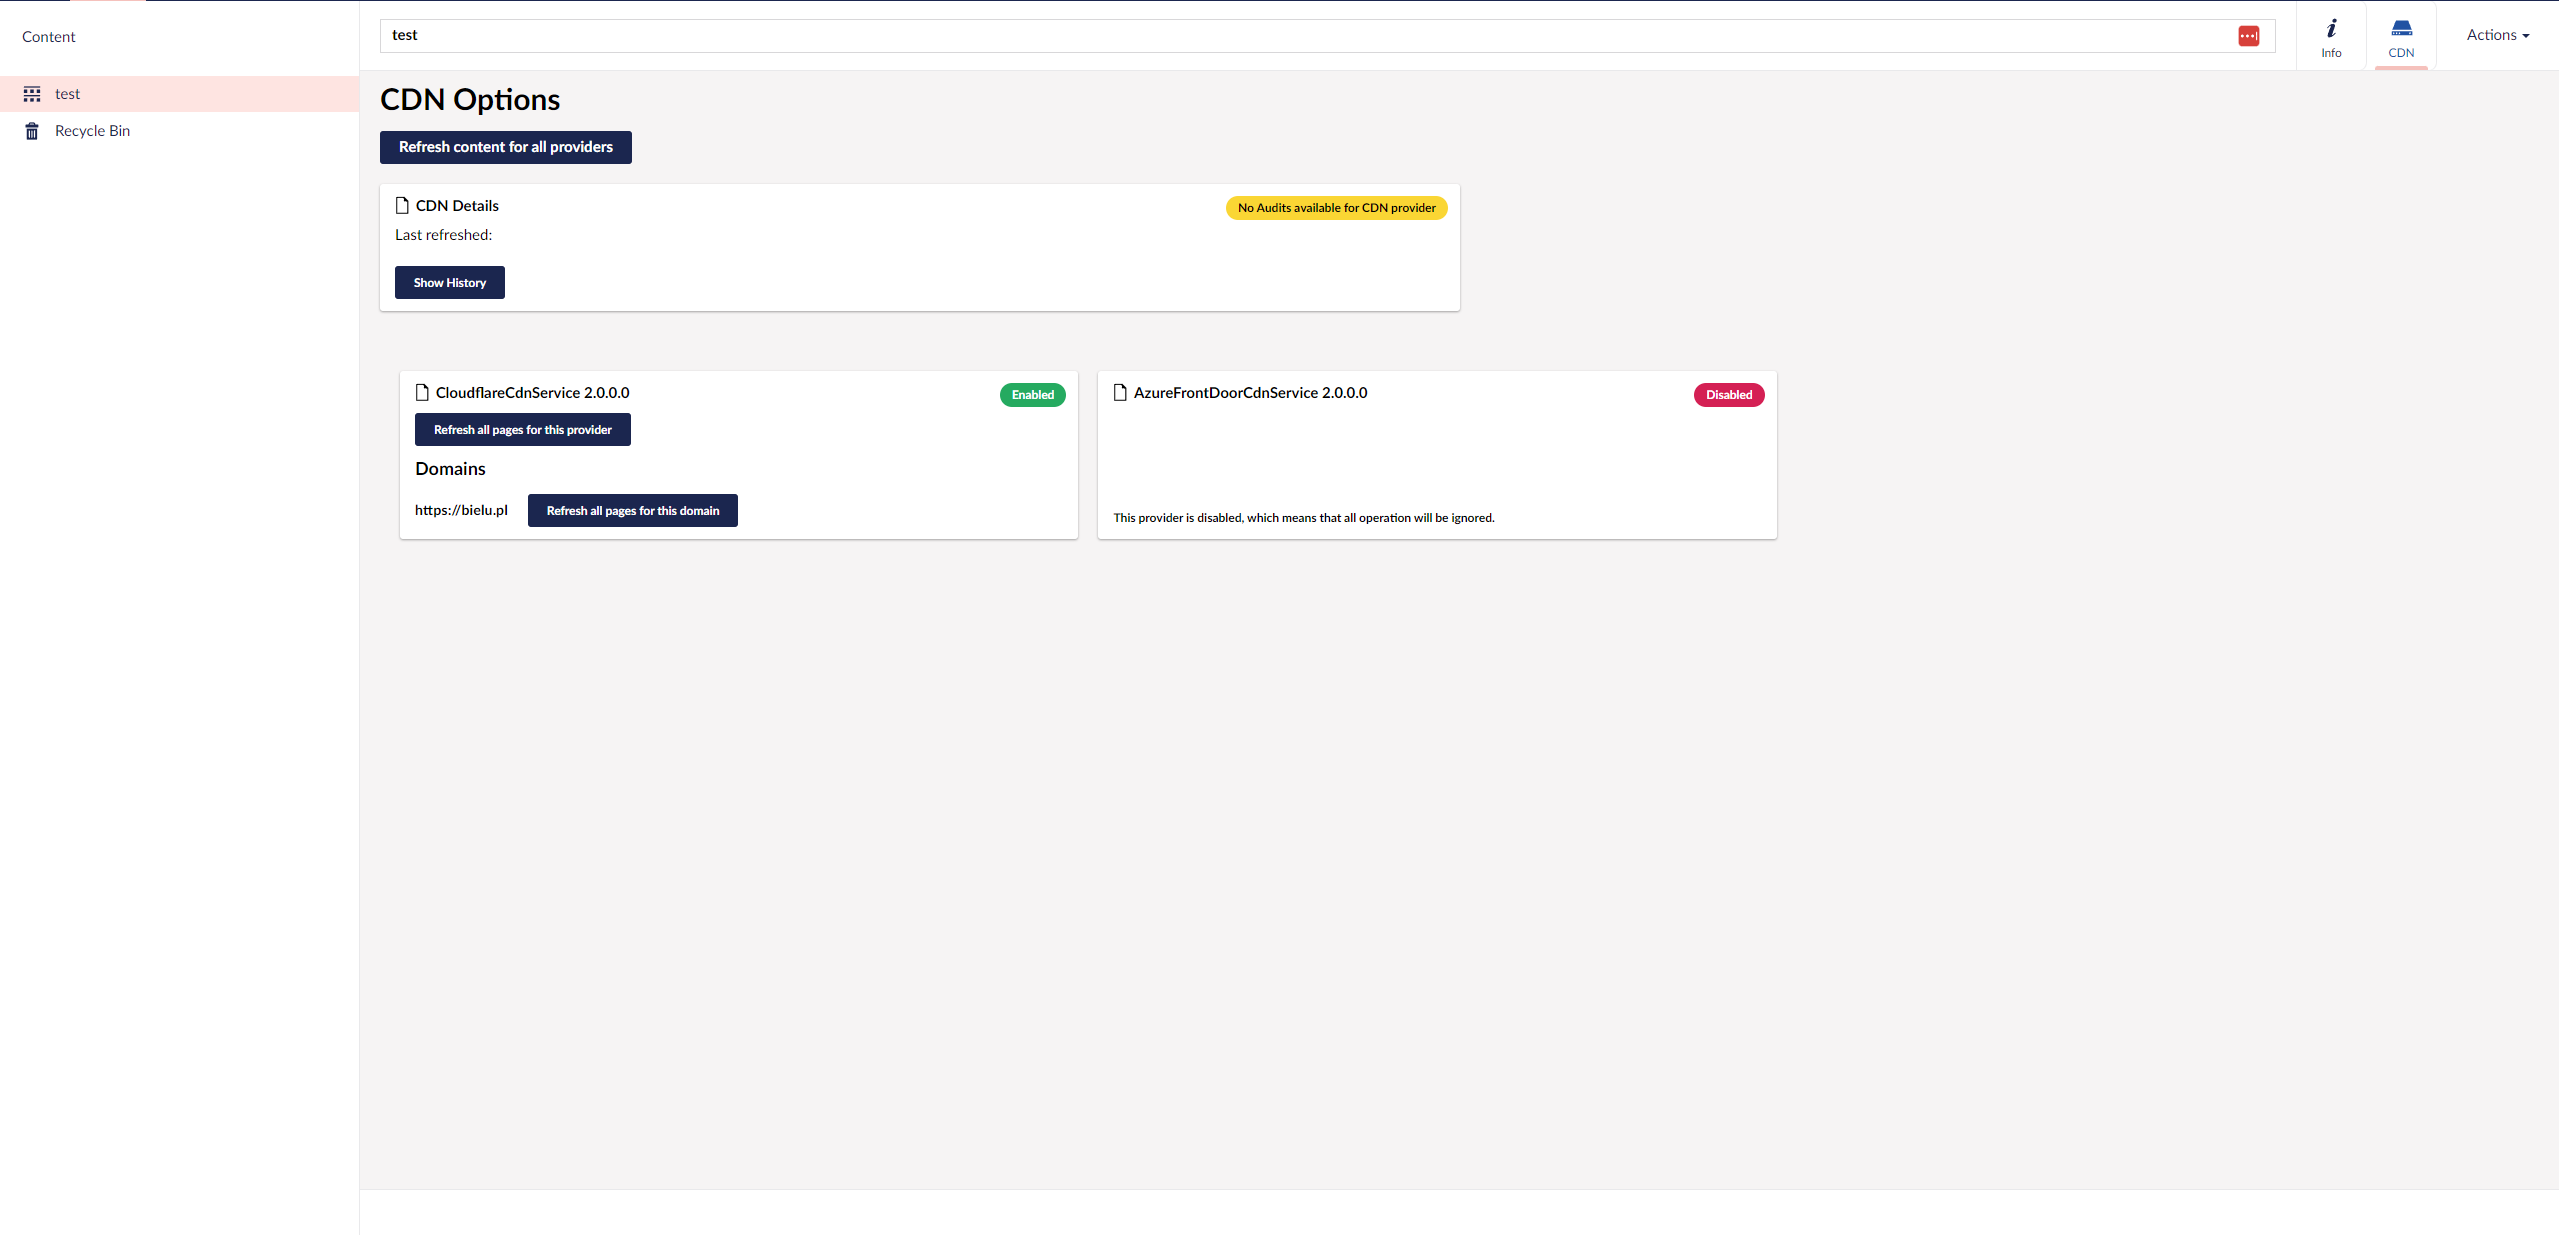 Content
test
Recycle Bin
test
Info
CDN
Actions
CDN Options
Refresh content for all providers
CDN Details
No Audits available for CDN provider
Last refreshed:
Show History
CloudflareCdnService 2.0.0.0
Enabled
Refresh all pages for this provider
Domains
https://bielu.pl
Refresh all pages for this domain
AzureFrontDoorCdnService 2.0.0.0
Disabled
This provider is disabled, which means that all operation will be ignored.